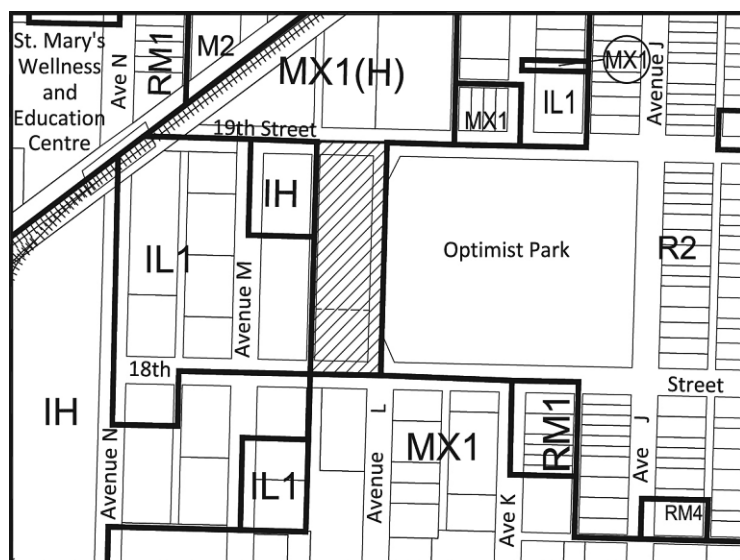 St. Mary's
Wellness
and
Education
Centre
Ave N
RM1
M2
MX1(H)
MX1
IL1
MX1
Avenue J
19th Street
IH
IL1
Avenue M
Optimist Park
R2
18th
Street
IH
Avenue N
IL1
Avenue L
MX1
Ave K
RM1
Ave J
RM4